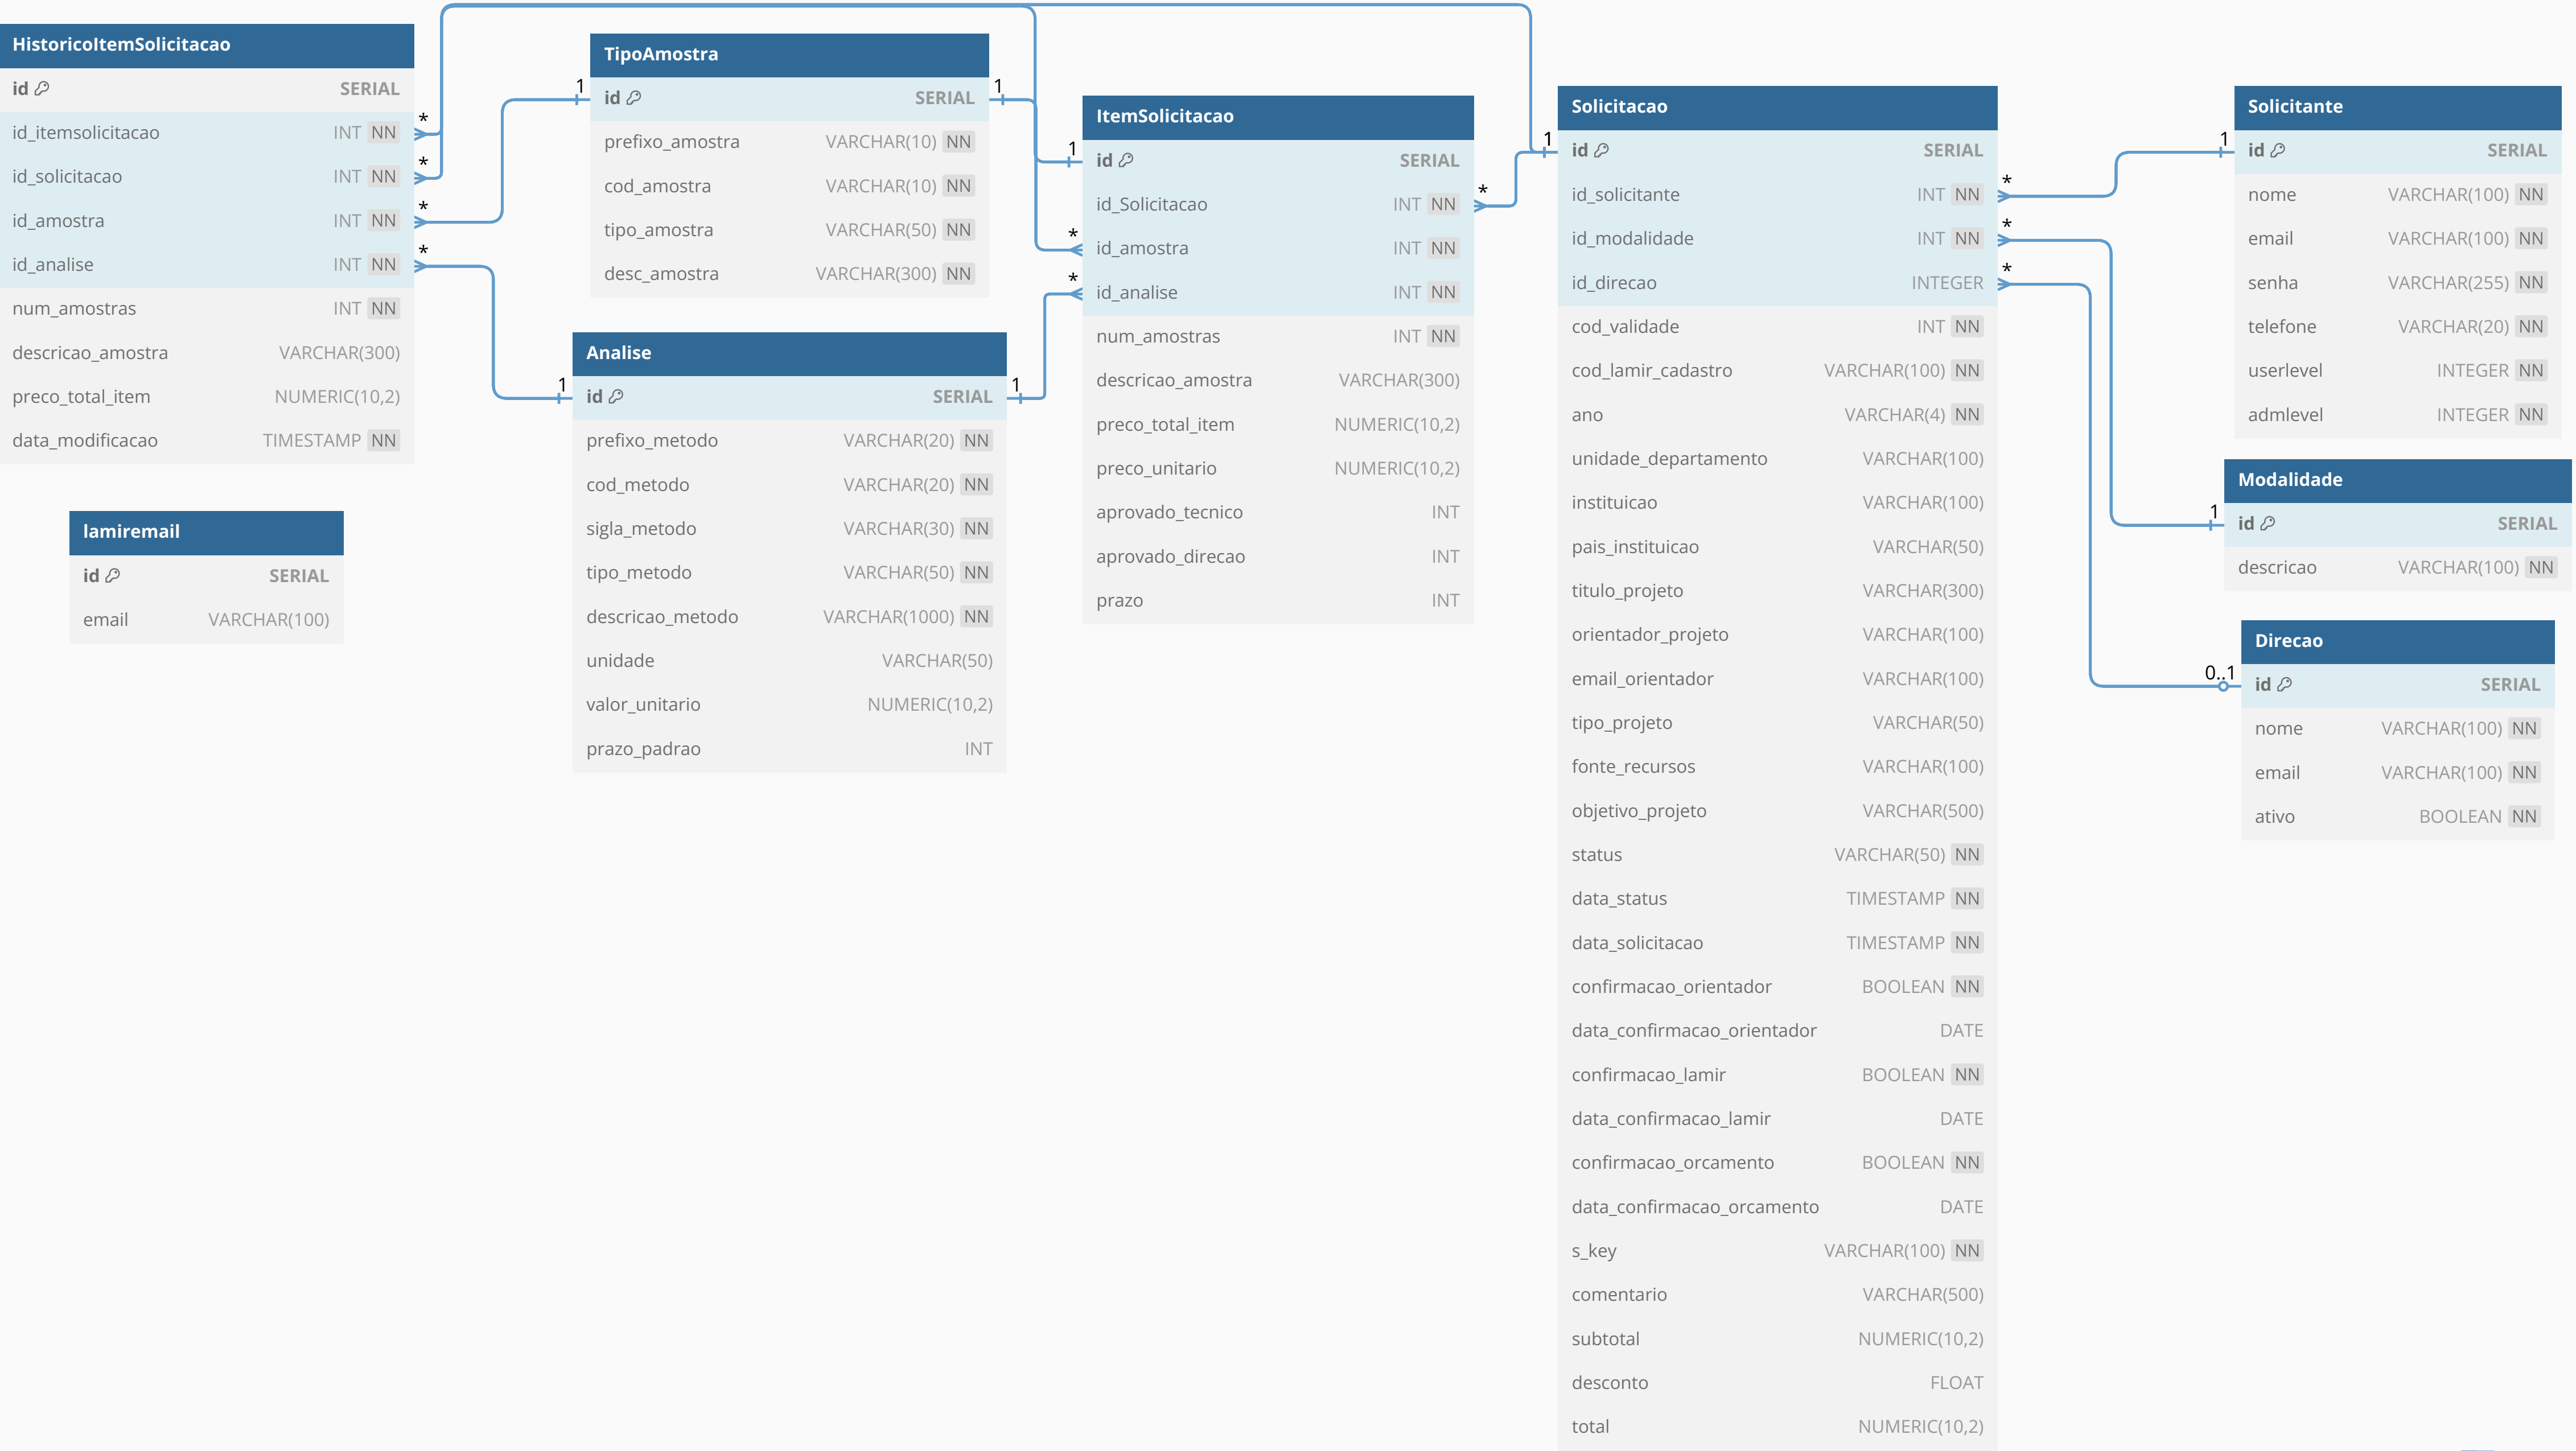 HistoricoItemSolicitacao
id SERIAL
id_itemsolicitacao INT NN
id_solicitacao INT NN
id_amostra INT NN
id_analise INT NN
num_amostras INT NN
descricao_amostra VARCHAR(300)
preco_total_item NUMERIC(10,2)
data_modificacao TIMESTAMP NN
*
*
*
*
lamiremail
id SERIAL
email VARCHAR(100)
TipoAmostra
1 id SERIAL 1
prefixo_amostra VARCHAR(10) NN
cod_amostra VARCHAR(10) NN
tipo_amostra VARCHAR(50) NN
desc_amostra VARCHAR(300) NN
Analise
1 id SERIAL 1
prefixo_metodo VARCHAR(20) NN
cod_metodo VARCHAR(20) NN
sigla_metodo VARCHAR(30) NN
tipo_metodo VARCHAR(50) NN
descricao_metodo VARCHAR(1000) NN
unidade VARCHAR(50)
valor_unitario NUMERIC(10,2)
prazo_padrao INT
ItemSolicitacao
1 id SERIAL
id_Solicitacao INT NN *
* id_amostra INT NN
* id_analise INT NN
num_amostras INT NN
descricao_amostra VARCHAR(300)
preco_total_item NUMERIC(10,2)
preco_unitario NUMERIC(10,2)
aprovado_tecnico INT
aprovado_direcao INT
prazo INT
Solicitacao
1 id SERIAL
id_solicitante INT NN *
id_modalidade INT NN *
id_direcao INTEGER *
cod_validade INT NN
cod_lamir_cadastro VARCHAR(100) NN
ano VARCHAR(4) NN
unidade_departamento VARCHAR(100)
instituicao VARCHAR(100)
pais_instituicao VARCHAR(50)
titulo_projeto VARCHAR(300)
orientador_projeto VARCHAR(100)
email_orientador VARCHAR(100)
tipo_projeto VARCHAR(50)
fonte_recursos VARCHAR(100)
objetivo_projeto VARCHAR(500)
status VARCHAR(50) NN
data_status TIMESTAMP NN
data_solicitacao TIMESTAMP NN
confirmacao_orientador BOOLEAN NN
data_confirmacao_orientador DATE
confirmacao_lamir BOOLEAN NN
data_confirmacao_lamir DATE
confirmacao_orcamento BOOLEAN NN
data_confirmacao_orcamento DATE
s_key VARCHAR(100) NN
comentario VARCHAR(500)
subtotal NUMERIC(10,2)
desconto FLOAT
total NUMERIC(10,2)
Solicitante
1 id SERIAL
nome VARCHAR(100) NN
email VARCHAR(100) NN
senha VARCHAR(255) NN
telefone VARCHAR(20) NN
userlevel INTEGER NN
admlevel INTEGER NN
Modalidade
1 id SERIAL
descricao VARCHAR(100) NN
Direcao
0..1 id SERIAL
nome VARCHAR(100) NN
email VARCHAR(100) NN
ativo BOOLEAN NN